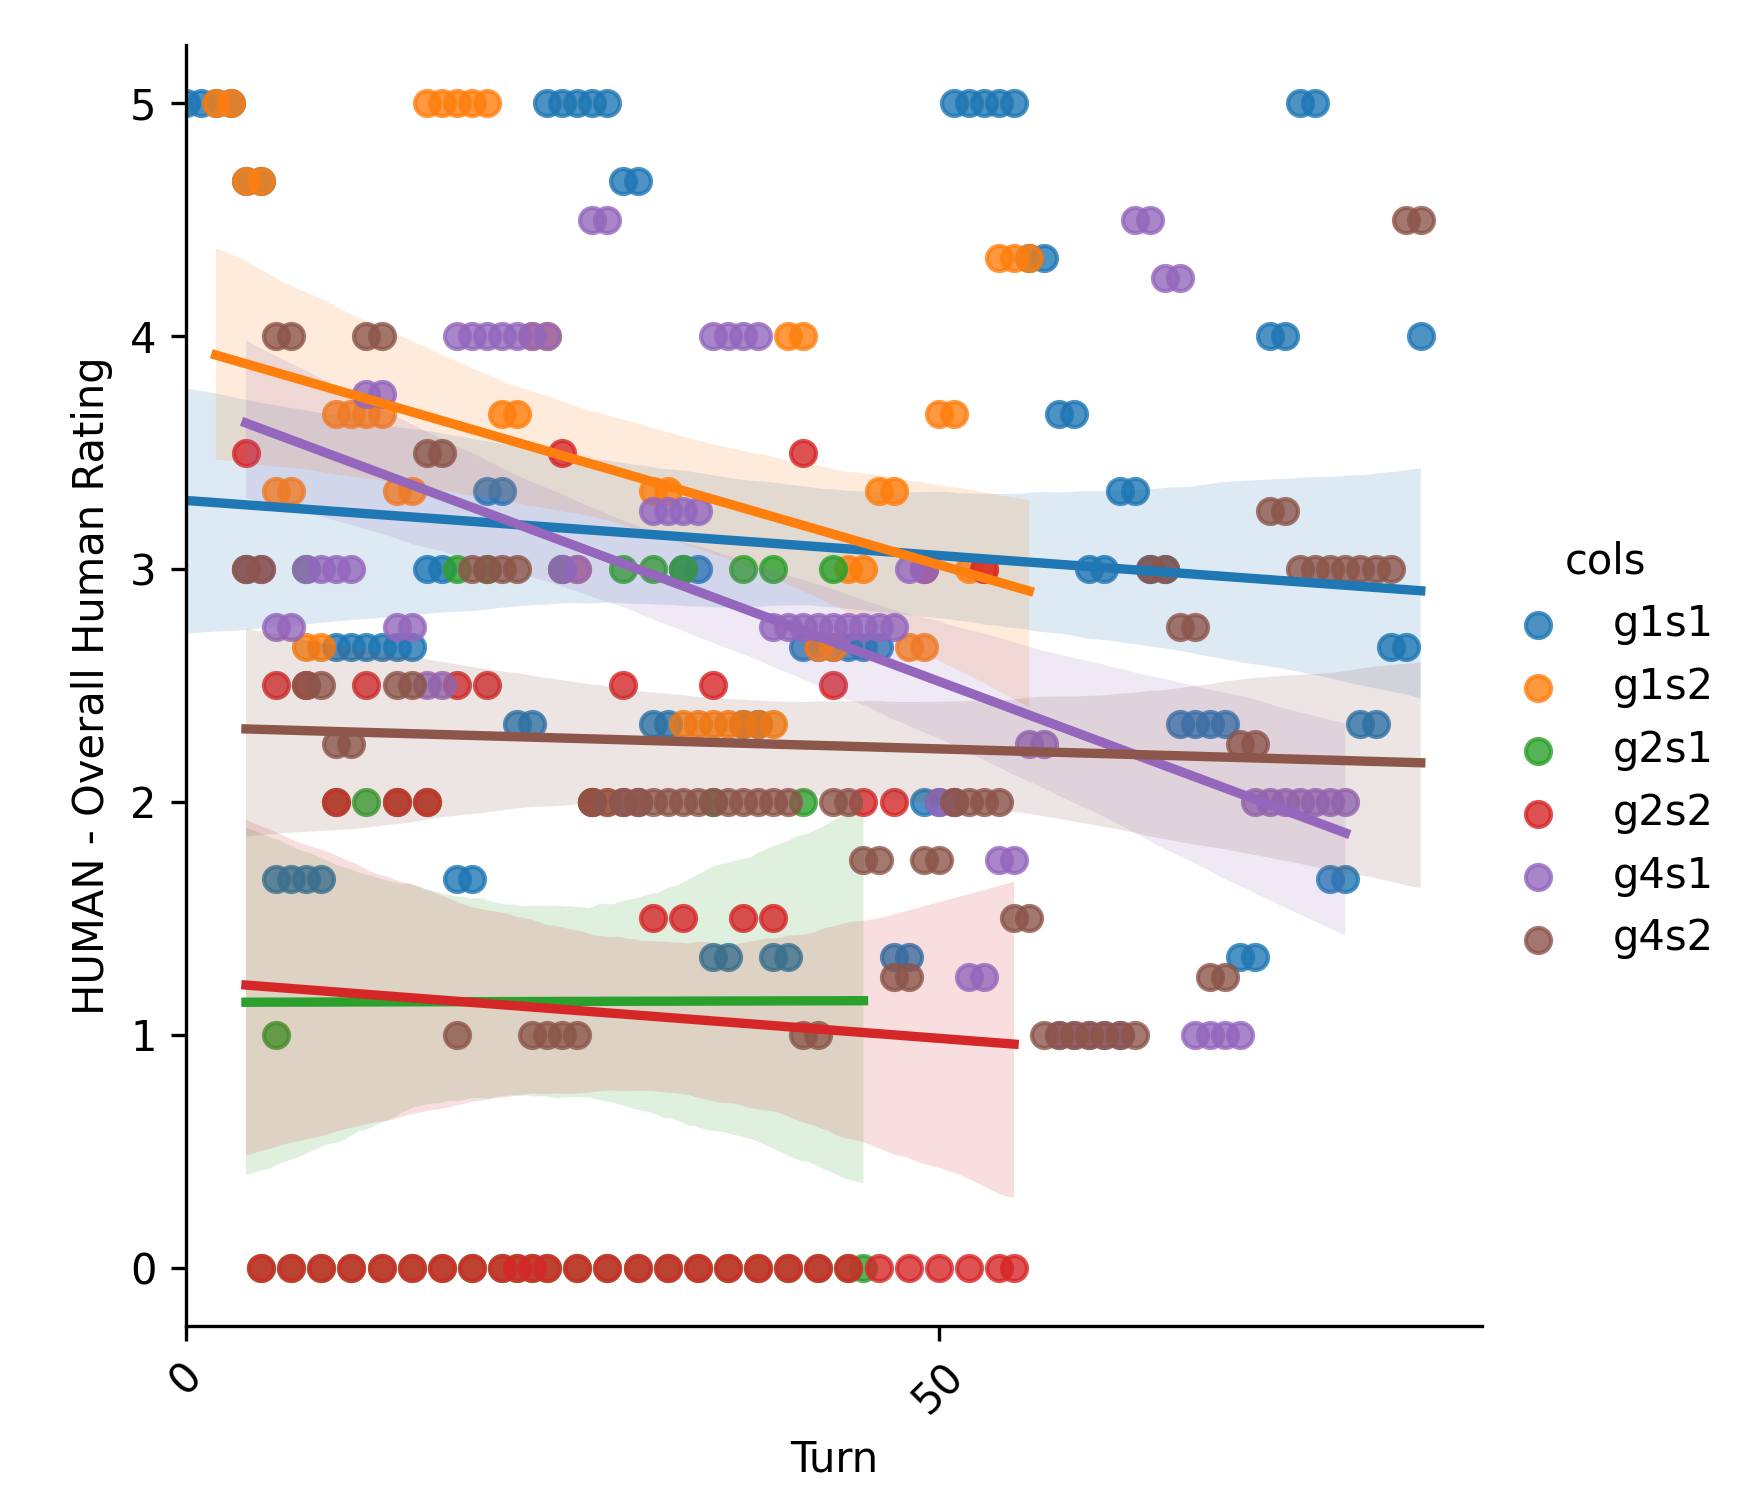 5
4
3
2
1
0
HUMAN - Overall Human Rating
0
50
Turn
cols
g1s1
g1s2
g2s1
g2s2
g4s1
g4s2